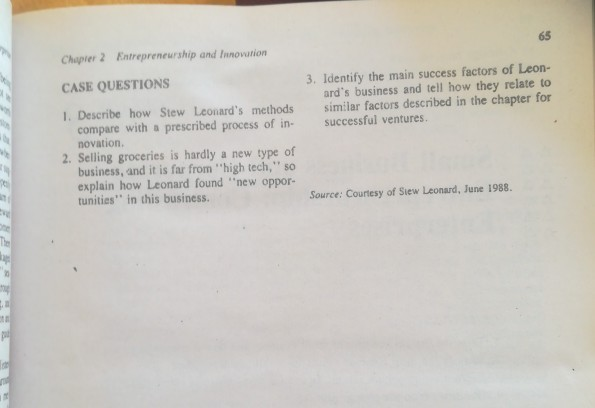 65
Chapter 2 Entrepreneurship and Innovation
CASE QUESTIONS
1. Describe how Stew Leonard's methods
compare with a prescribed process of in-
novation.
2. Selling groceries is hardly a new type of
business, and it is far from "high tech," so
explain how Leonard found "new oppor-
tunities" in this business.
3. Identify the main success factors of Leon-
ard's business and tell how they relate to
similar factors described in the chapter for
successful ventures.
Source: Courtesy of Stew Leonard, June 1988.